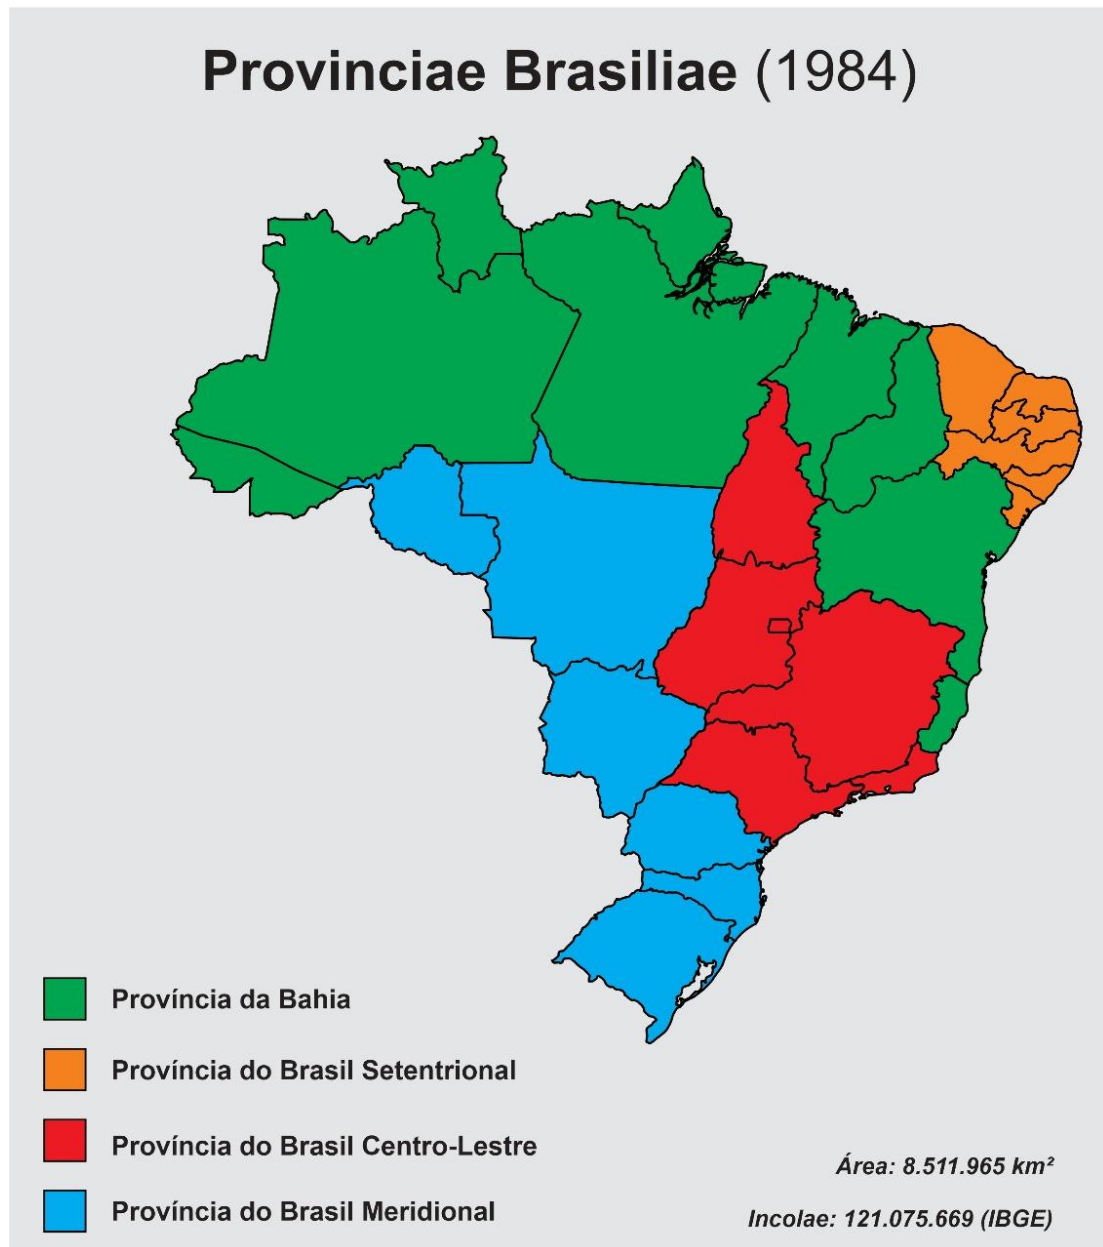 Provinciae Brasiliae (1984)
Província da Bahia
Província do Brasil Setentrional
Província do Brasil Centro-Lestre
Província do Brasil Meridional
Área: 8.511.965 km²
Incolae: 121.075.669 (IBGE)